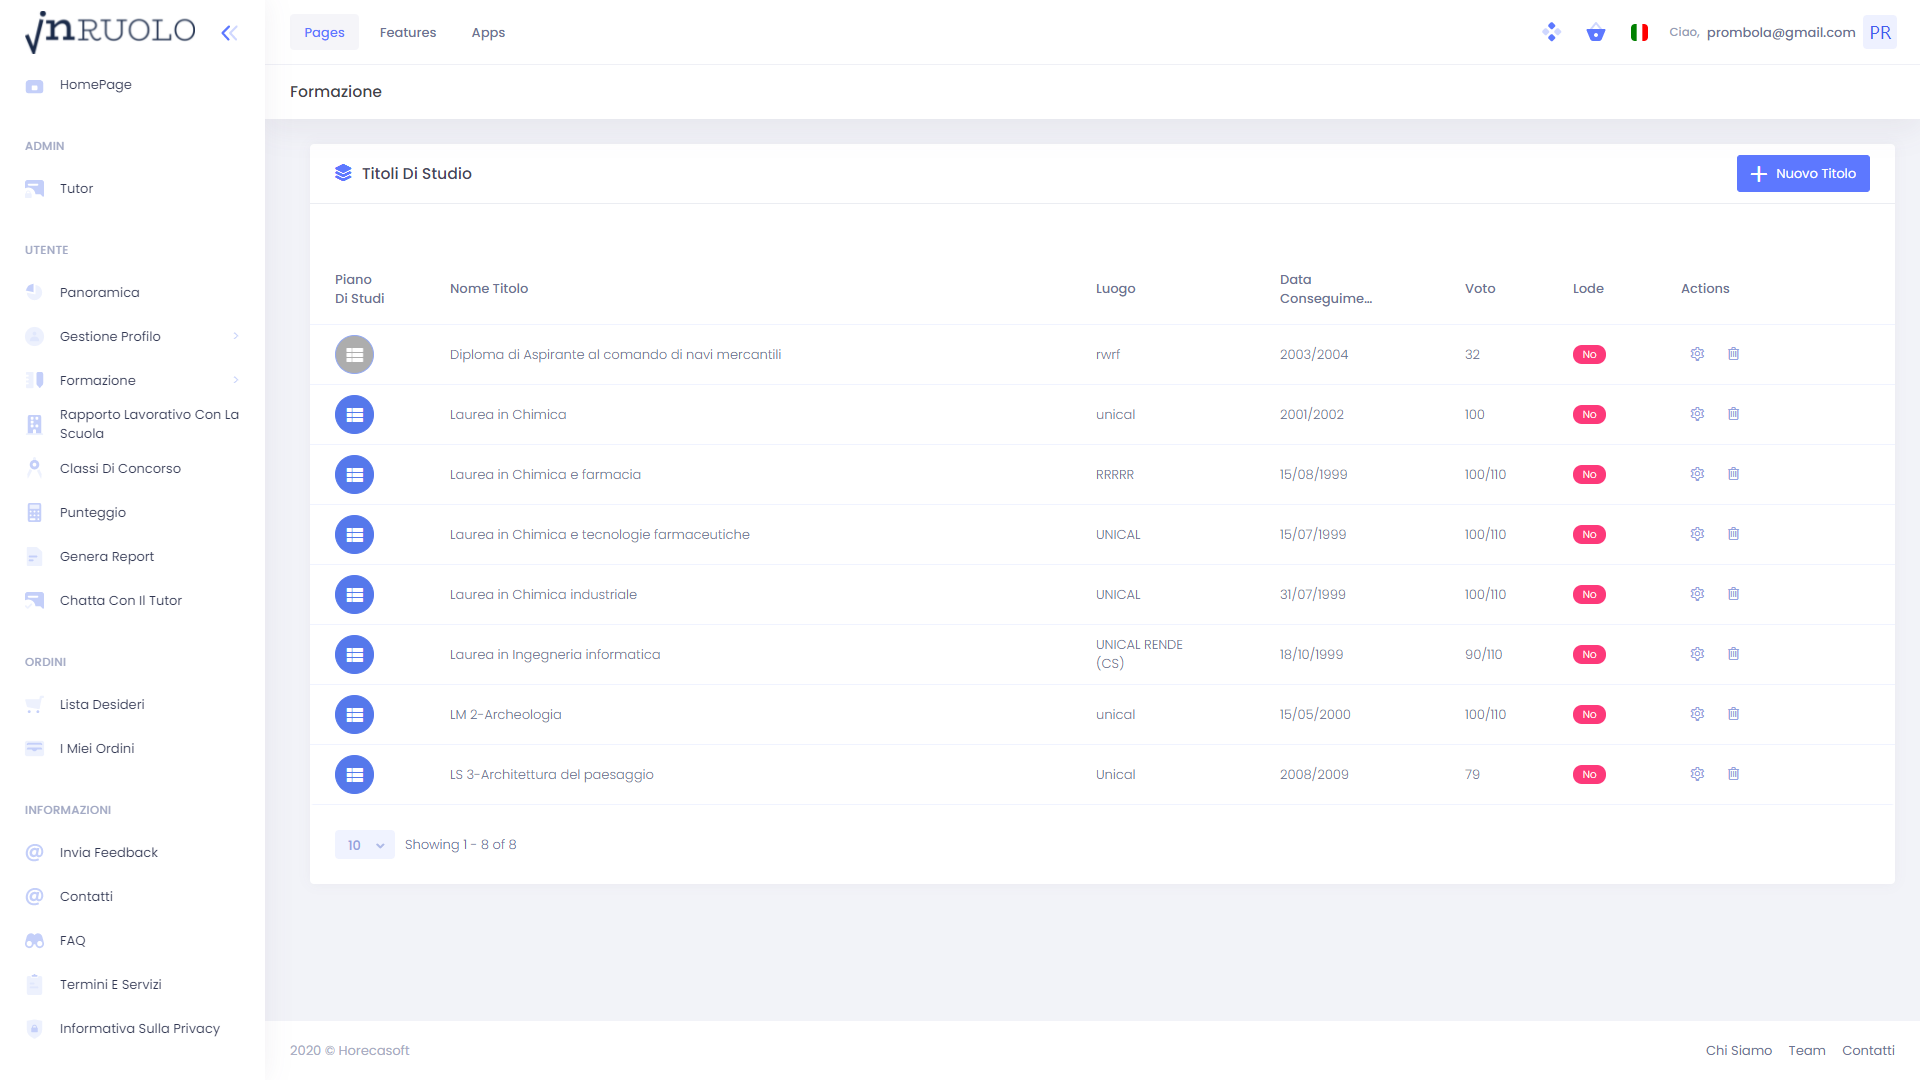 inRUOLO
HomePage
ADMIN
Tutor
UTENTE
Panoramica
Gestione Profilo
Formazione
Rapporto Lavorativo Con La
Scuola
Classi Di Concorso
Punteggio
Genera Report
Chatta Con Il Tutor
ORDINI
Lista Desideri
I Miei Ordini
INFORMAZIONI
Invia Feedback
Contatti
FAQ
Termini E Servizi
Informativa Sulla Privacy
Pages Features Apps
Ciao, prombola@gmail.com PR
Formazione
Titoli Di Studio
Nuovo Titolo
Piano
Di Studi
Nome Titolo
Luogo
Data
Conseguime...
Voto
Lode
Actions
Diploma di Aspirante al comando di navi mercantili rwrf 2003/2004 32 No
Laurea in Chimica unical 2001/2002 100 No
Laurea in Chimica e farmacia RRRRR 15/08/1999 100/110 No
Laurea in Chimica e tecnologie farmaceutiche UNICAL 15/07/1999 100/110 No
Laurea in Chimica industriale UNICAL 31/07/1999 100/110 No
Laurea in Ingegneria informatica UNICAL RENDE
(CS) 18/10/1999 90/110 No
LM 2-Archeologia unical 15/05/2000 100/110 No
LS 3-Architettura del paesaggio Unical 2008/2009 79 No
10 Showing 1 - 8 of 8
2020 © Horecasoft
Chi Siamo Team Contatti